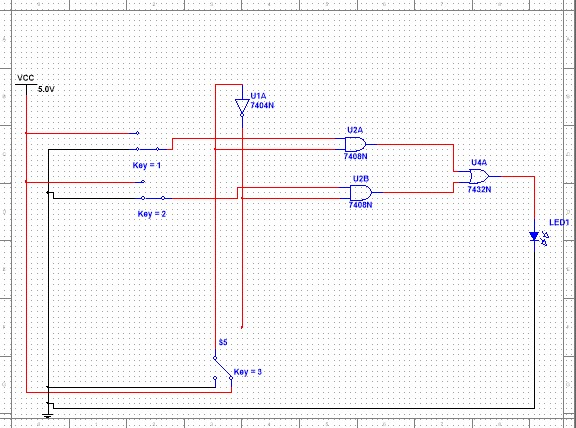 VCC
5.0V
U1A
7404N
U2A
7408N
Key = 1
U4A
7432N
U2B
7408N
Key = 2
LED1
S5
Key = 3